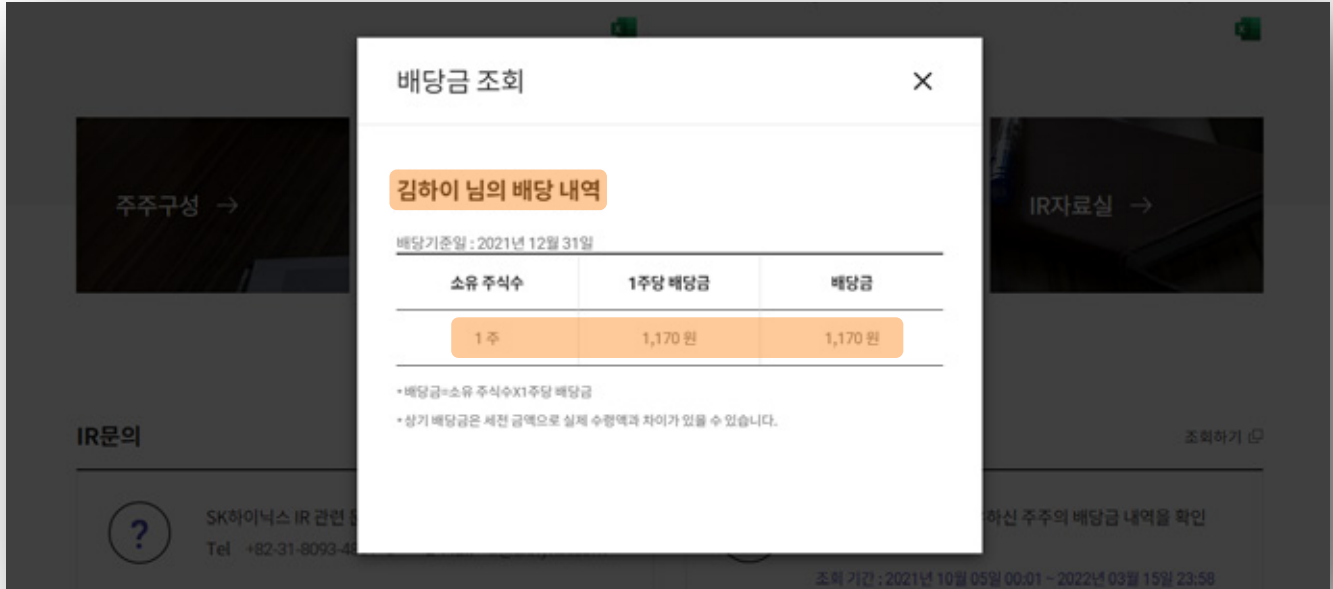 배당금 조회
김하이 님의 배당 내역
배당기준일 : 2021년 12월 31일
소유 주식수 1주당 배당금 배당금
1 주 1,170 원 1,170 원
* 배당금=소유 주식수X1주당 배당금
* 상기 배당금은 세전 금액으로 실제 수령액과 차이가 있을 수 있습니다.
주주구성 →
IR자료실 →
IR문의
조회하기
?
SK하이닉스 IR 관련
Tel +82-31-8093-4
하신 주주의 배당금 내역을 확인
조회 기간 : 2021년 10월 05일 00:01 ~ 2022년 03월 15일 23:58